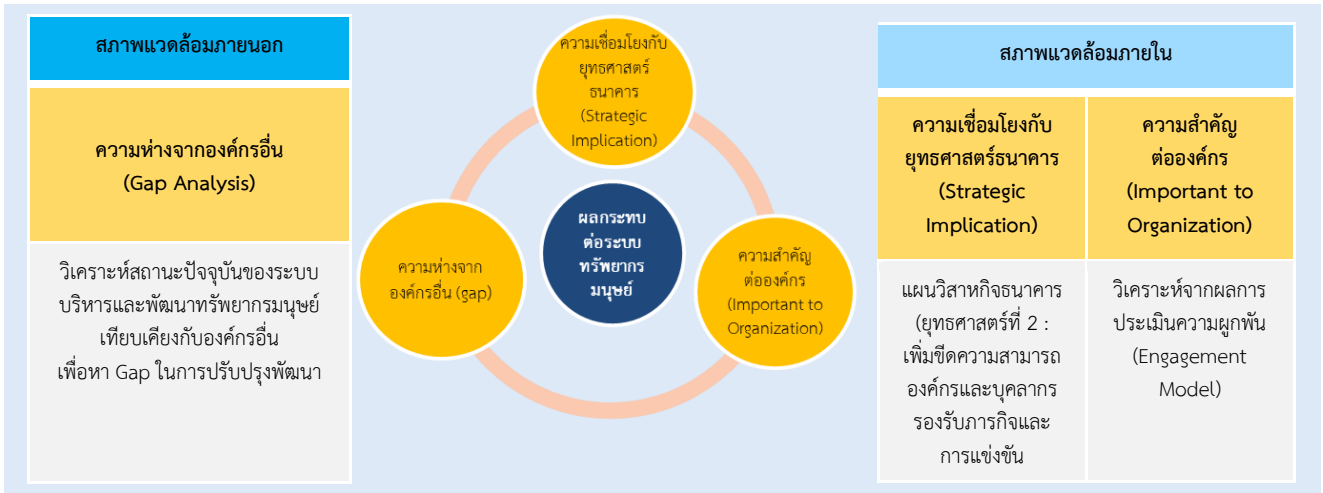 สภาพแวดล้อมภายนอก
ความห่างจากองค์กรอื่น
(Gap Analysis)
วิเคราะห์สถานะปัจจุบันของระบบ
บริหารและพัฒนาทรัพยากรมนุษย์
เทียบเคียงกับองค์กรอื่น
เพื่อหา Gap ในการปรับปรุงพัฒนา
ความเชื่อมโยงกับ
ยุทธศาสตร์
ธนาคาร
(Strategic
Implication)
ผลกระทบ
ต่อระบบ
ทรัพยากร
มนุษย์
ความห่างจาก
องค์กรอื่น (gap)
ความสำคัญ
ต่อองค์กร
(Important to
Organization)
สภาพแวดล้อมภายใน
ความเชื่อมโยงกับ
ยุทธศาสตร์ธนาคาร
(Strategic
Implication)
แผนวิสาหกิจธนาคาร
(ยุทธศาสตร์ที่ 2 :
เพิ่มขีดความสามารถ
องค์กรและบุคลากร
รองรับภารกิจและ
การแข่งขัน
ความสำคัญ
ต่อองค์กร
(Important to
Organization)
วิเคราะห์จากผลการ
ประเมินความผูกพัน
(Engagement
Model)